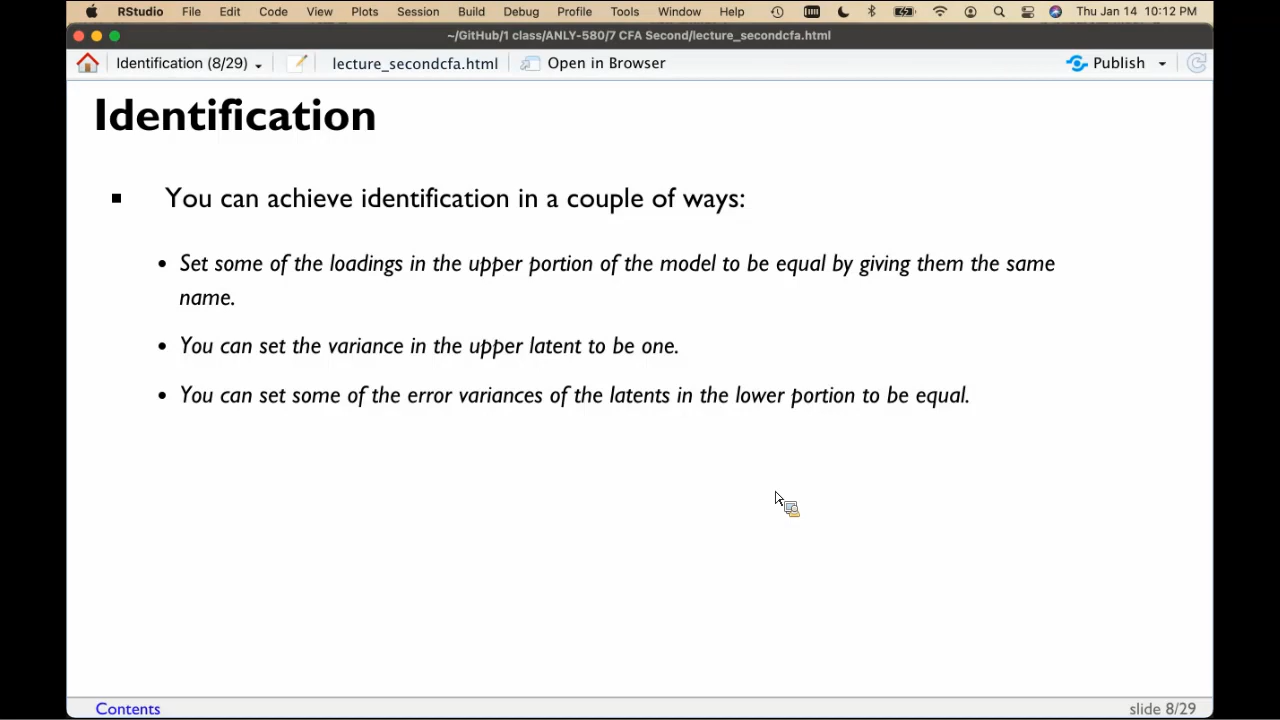 RStudio File Edit Code View Plots Session Build Debug Profile Tools Window Help Thu Jan 14 10:12 PM
~/GitHub/1 class/ANLY-580/7 CFA Second/lecture_secondcfa.html
Identification (8/29) lecture_secondcfa.html Open in Browser Publish
Identification
You can achieve identification in a couple of ways:
Set some of the loadings in the upper portion of the model to be equal by giving them the same
name.
You can set the variance in the upper latent to be one.
You can set some of the error variances of the latents in the lower portion to be equal.
Contents slide 8/29